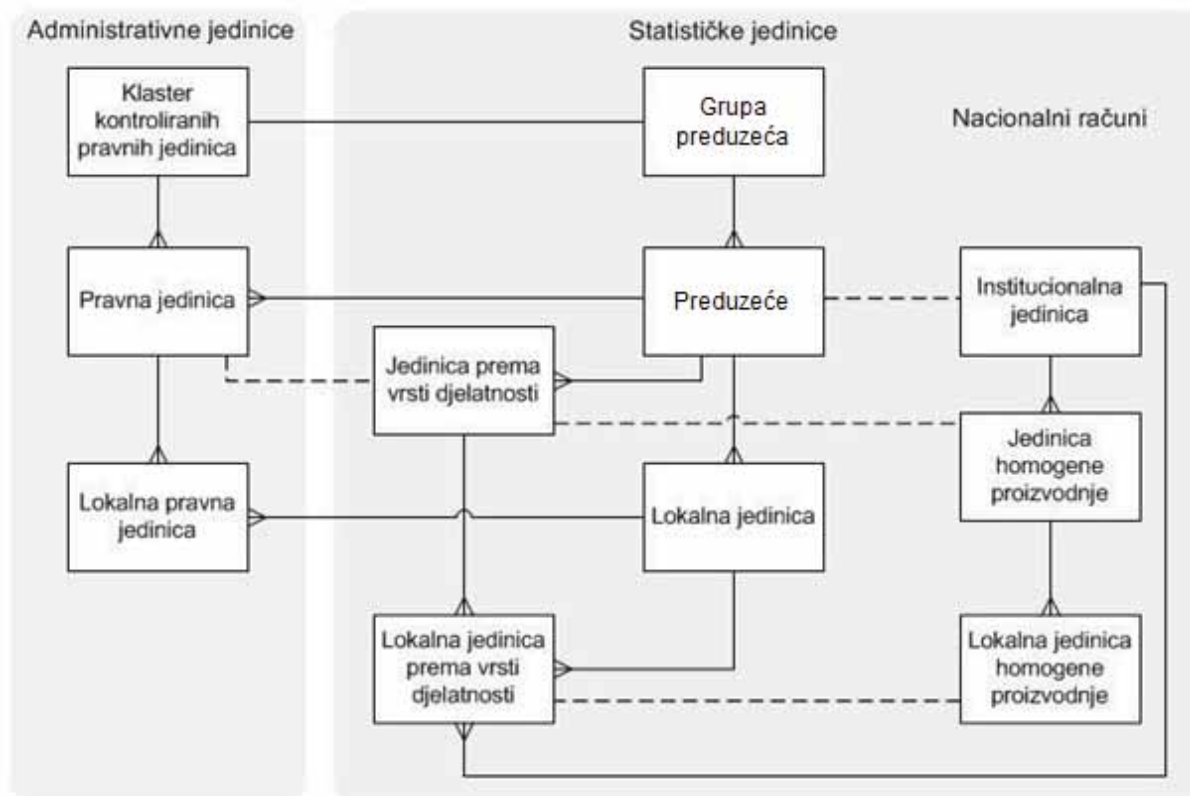 Administrativne jedinice
Statističke jedinice
Klaster
kontroliranih
pravnih jedinica
Grupa
preduzeća
Nacionalni računi
Pravna jedinica
Preduzeće
Institucionalna
jedinica
Jedinica prema
vrsti djelatnosti
Jedinica
homogene
proizvodnje
Lokalna pravna
jedinica
Lokalna jedinica
Lokalna jedinica
prema vrsti
djelatnosti
Lokalna jedinica
homogene
proizvodnje